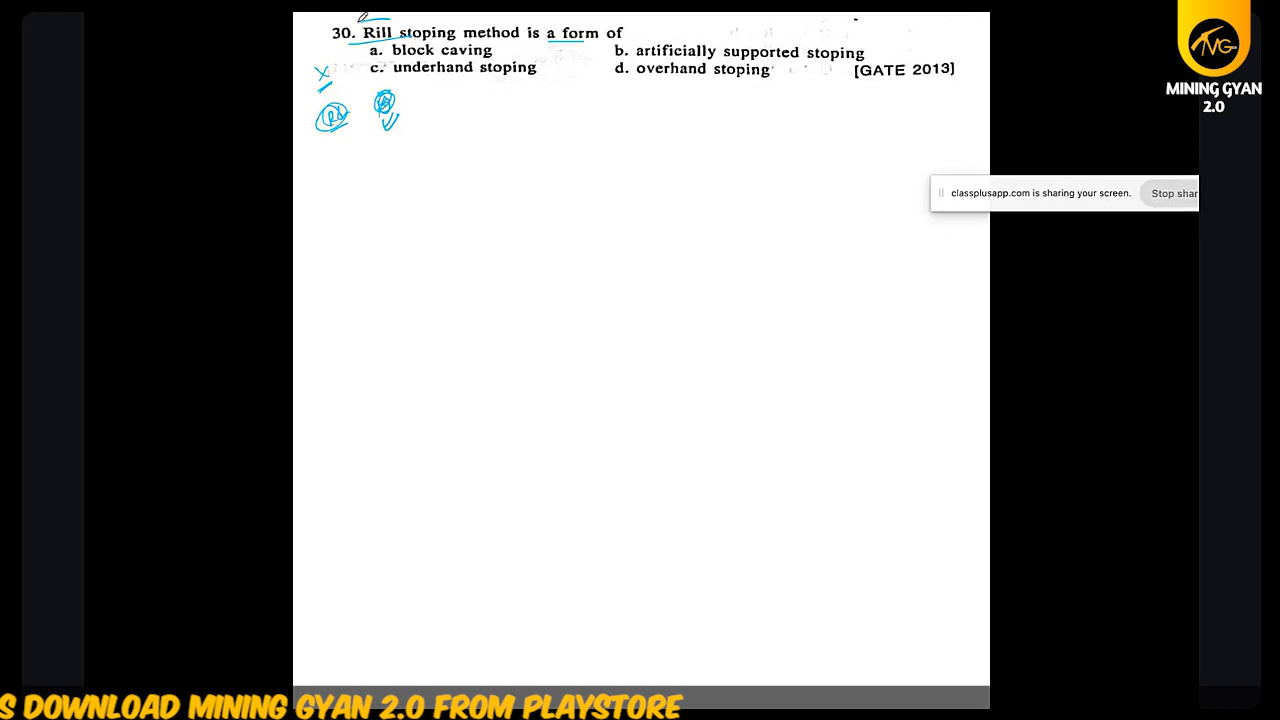 30. Rill stoping method is a form of
a. block caving b. artificially supported stoping
c. underhand stoping d. overhand stoping [GATE 2013]
MINING GYAN
2.0
classplusapp.com is sharing your screen. Stop shar
S DOWNLOAD MINING GYAN 2.0 FROM PLAYSTORE